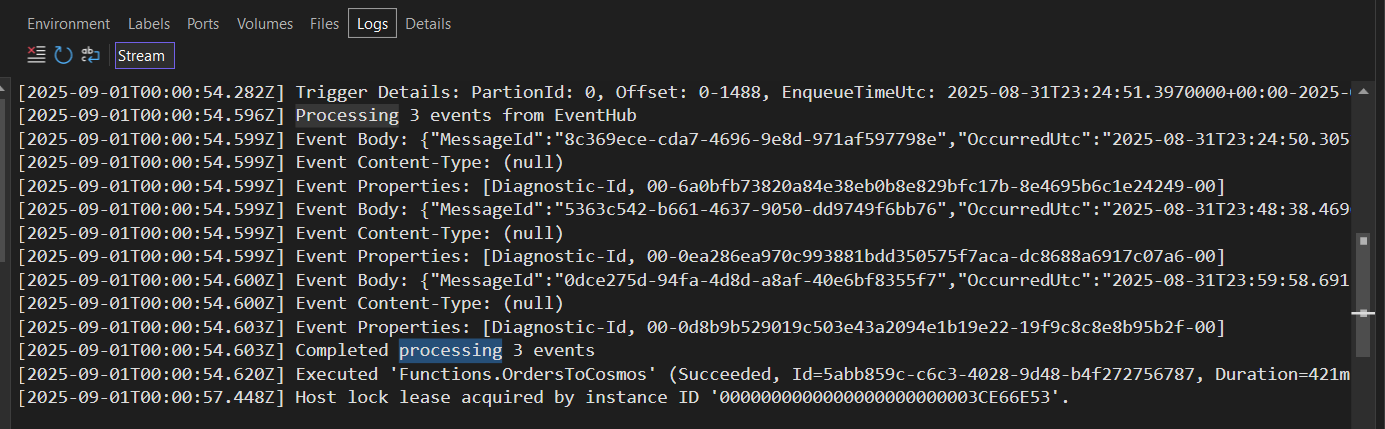 Environment Labels Ports Volumes Files Logs Details
Stream
[2025-09-01T00:00:54.282Z] Trigger Details: PartionId: 0, Offset: 0-1488, EnqueueTimeUtc: 2025-08-31T23:24:51.3970000+00:00-2025-
[2025-09-01T00:00:54.596Z] Processing 3 events from EventHub
[2025-09-01T00:00:54.599Z] Event Body: {"MessageId":"8c369ece-cda7-4696-9e8d-971af597798e","OccurredUtc":"2025-08-31T23:24:50.305
[2025-09-01T00:00:54.599Z] Event Content-Type: (null)
[2025-09-01T00:00:54.599Z] Event Properties: [Diagnostic-Id, 00-6a0bfb73820a84e38eb0b8e829bfc17b-8e4695b6c1e24249-00]
[2025-09-01T00:00:54.599Z] Event Body: {"MessageId":"5363c542-b661-4637-9050-dd9749f6bb76","OccurredUtc":"2025-08-31T23:48:38.469
[2025-09-01T00:00:54.599Z] Event Content-Type: (null)
[2025-09-01T00:00:54.599Z] Event Properties: [Diagnostic-Id, 00-0ea286ea970c993881bdd350575f7aca-dc8688a6917c07a6-00]
[2025-09-01T00:00:54.600Z] Event Body: {"MessageId":"0dce275d-94fa-4d8d-a8af-40e6bf8355f7","OccurredUtc":"2025-08-31T23:59:58.691
[2025-09-01T00:00:54.600Z] Event Content-Type: (null)
[2025-09-01T00:00:54.603Z] Event Properties: [Diagnostic-Id, 00-0d8b9b529019c503e43a2094e1b19e22-19f9c8c8e8b95b2f-00]
[2025-09-01T00:00:54.603Z] Completed processing 3 events
[2025-09-01T00:00:54.620Z] Executed 'Functions.OrdersToCosmos' (Succeeded, Id=5abb859c-c6c3-4028-9d48-b4f272756787, Duration=421m
[2025-09-01T00:00:57.448Z] Host lock lease acquired by instance ID '0000000000000000000000003CE66E53'.